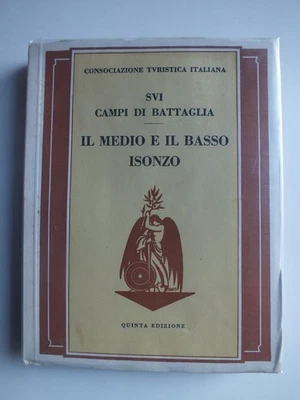 CONSOCIAZIONE TVRISTICA ITALIANA
SVI
CAMPI DI BATTAGLIA
IL MEDIO E IL BASSO
ISONZO
QUINTA EDIZIONE